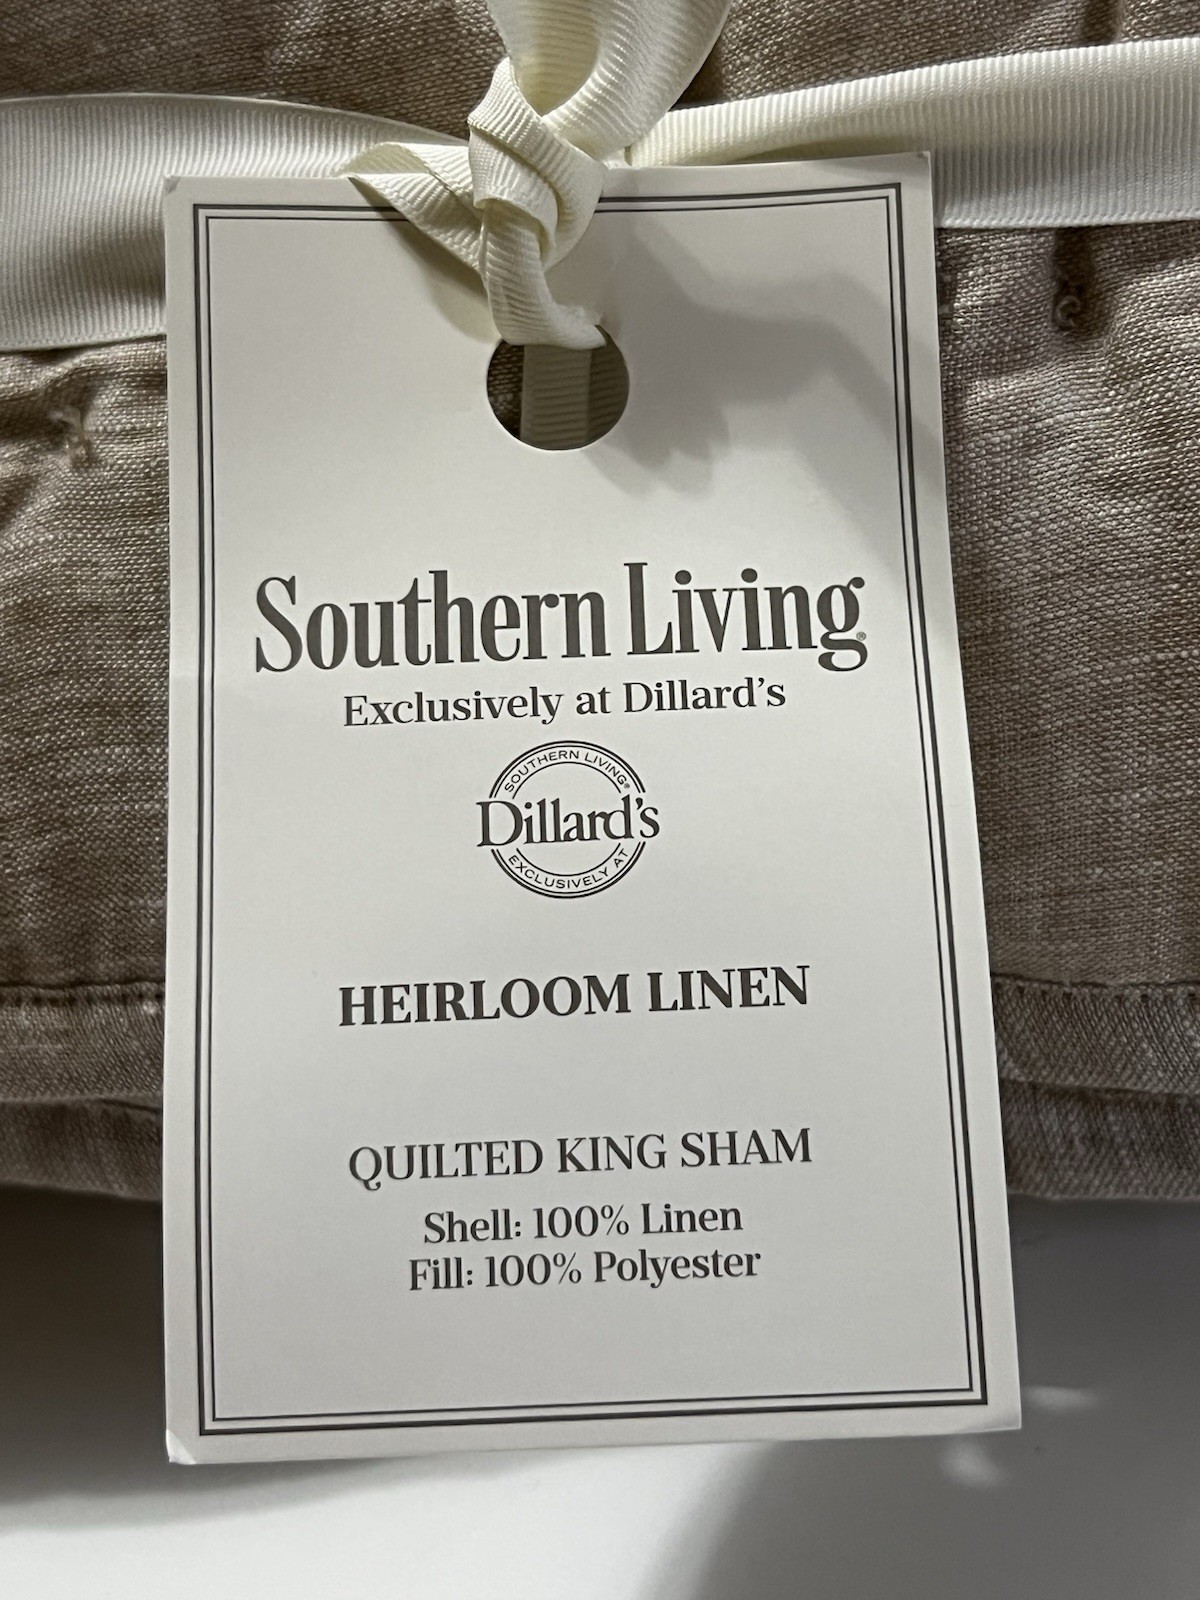 Southern Living®
Exclusively at Dillard's
SOUTHERN LIVING®
Dillard's
EXCLUSIVELY AT
HEIRLOOM LINEN
QUILTED KING SHAM
Shell: 100% Linen
Fill: 100% Polyester